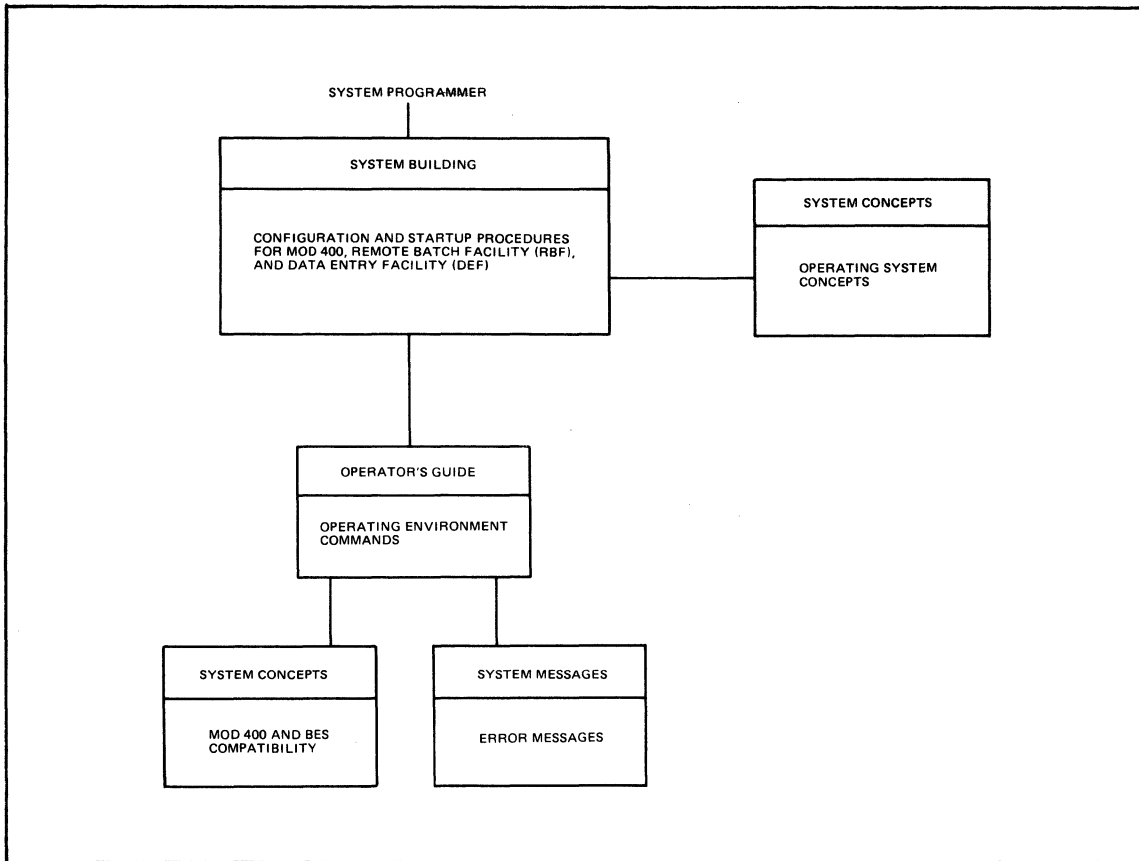 SYSTEM PROGRAMMER
SYSTEM BUILDING
CONFIGURATION AND STARTUP PROCEDURES
FOR MOD 400, REMOTE BATCH FACILITY (RBF),
AND DATA ENTRY FACILITY (DEF)
SYSTEM CONCEPTS
OPERATING SYSTEM
CONCEPTS
OPERATOR'S GUIDE
OPERATING ENVIRONMENT
COMMANDS
SYSTEM CONCEPTS
MOD 400 AND BES
COMPATIBILITY
SYSTEM MESSAGES
ERROR MESSAGES